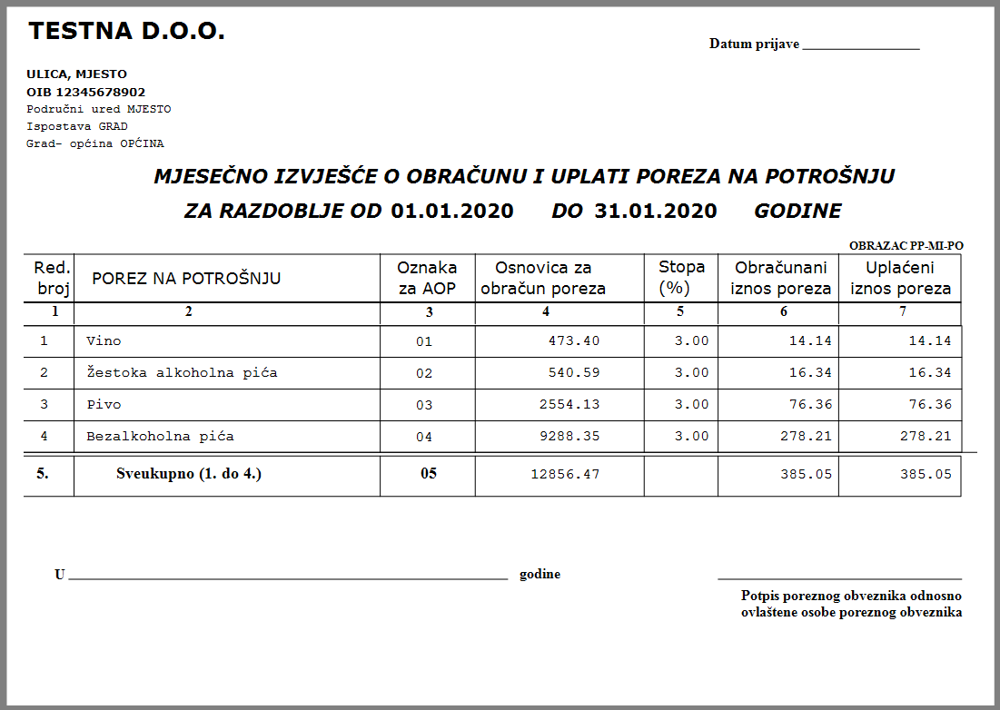 TESTNA D.O.O.
Datum prijave
ULICA, MJESTO
OIB 12345678902
Područni ured MJESTO
Ispostava GRAD
Grad- općina OPĆINA
MJESEČNO IZVJEŠĆE O OBRAČUNU I UPLATI POREZA NA POTROŠNJU
ZA RAZDOBLJE OD 01.01.2020 DO 31.01.2020 GODINE
OBRAZAC PP-MI-PO
Red. broj POREZ NA POTROŠNJU Oznaka za AOP Osnovica za obračun poreza Stopa (%) Obračunani iznos poreza Uplaćeni iznos poreza
1 2 3 4 5 6 7
1 Vino 01 473.40 3.00 14.14 14.14
2 Žestoka alkoholna pića 02 540.59 3.00 16.34 16.34
3 Pivo 03 2554.13 3.00 76.36 76.36
4 Bezalkoholna pića 04 9288.35 3.00 278.21 278.21
5. Sveukupno (1. do 4.) 05 12856.47 385.05 385.05
U godine
Potpis poreznog obveznika odnosno
ovlaštene osobe poreznog obveznika